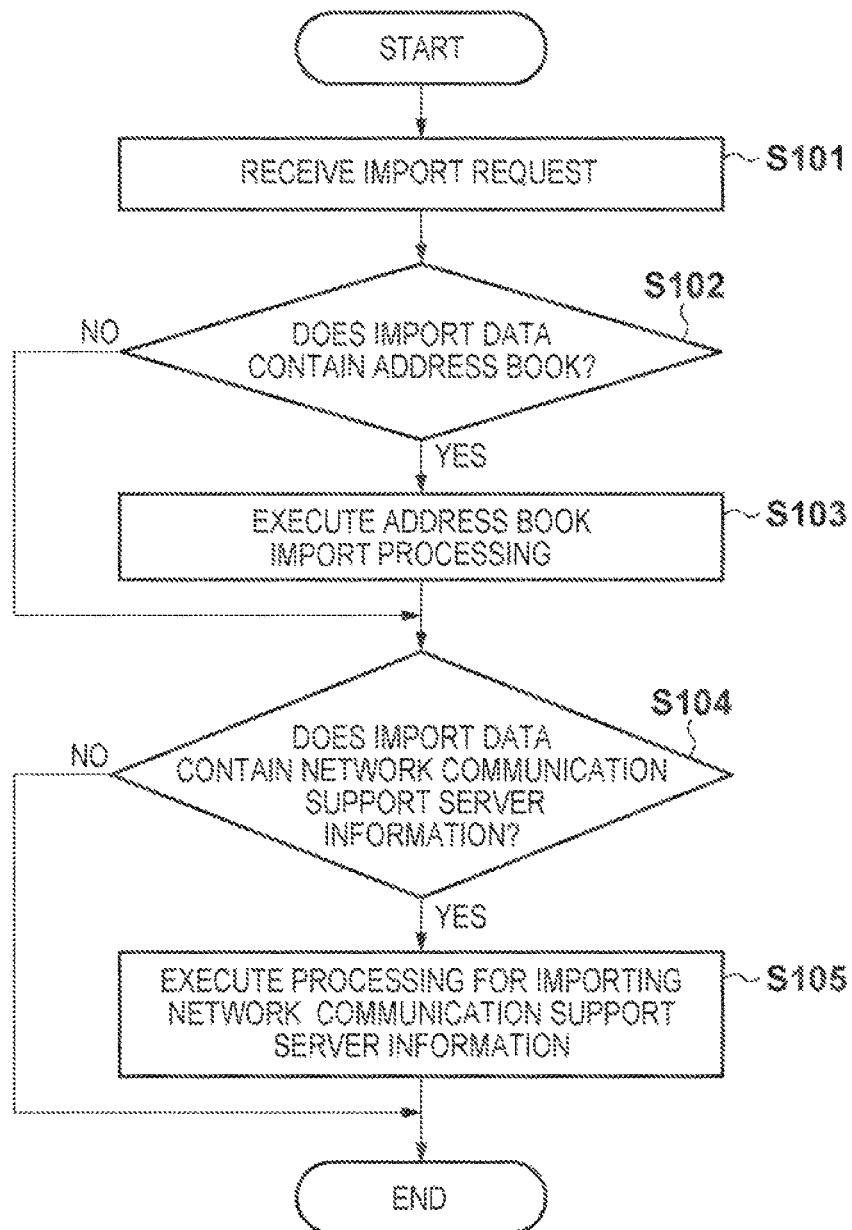 START
RECEIVE IMPORT REQUEST
S101
S102
NO
DOES IMPORT DATA
CONTAIN ADDRESS BOOK?
YES
EXECUTE ADDRESS BOOK
IMPORT PROCESSING
S103
S104
NO
DOES IMPORT DATA
CONTAIN NETWORK COMMUNICATION
SUPPORT SERVER
INFORMATION?
YES
EXECUTE PROCESSING FOR IMPORTING
NETWORK COMMUNICATION SUPPORT
SERVER INFORMATION
S105
END